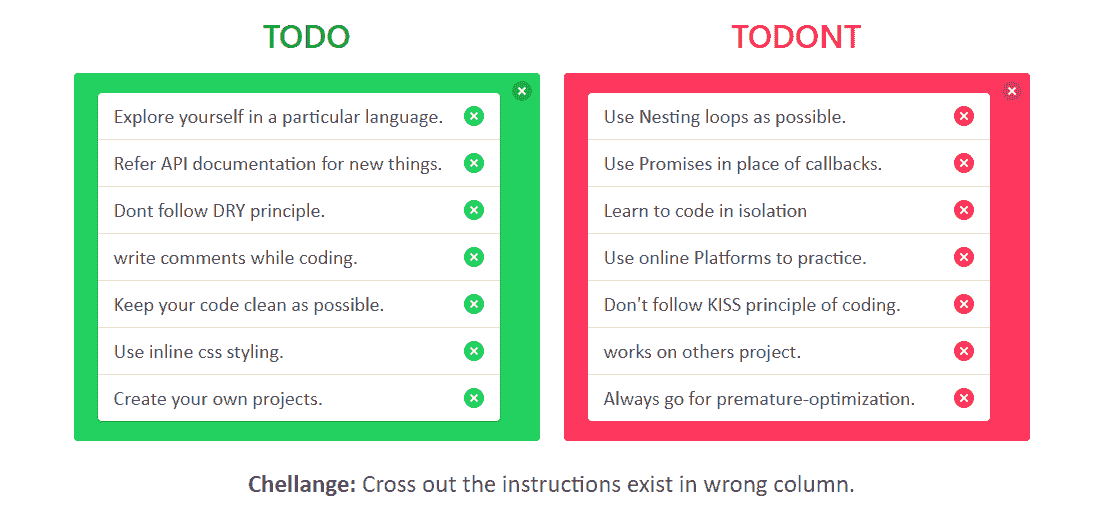 TODO
Explore yourself in a particular language.
Refer API documentation for new things.
Dont follow DRY principle.
write comments while coding.
Keep your code clean as possible.
Use inline css styling.
Create your own projects.
TODONT
Use Nesting loops as possible.
Use Promises in place of callbacks.
Learn to code in isolation
Use online Platforms to practice.
Don't follow KISS principle of coding.
works on others project.
Always go for premature-optimization.
Chellange: Cross out the instructions exist in wrong column.